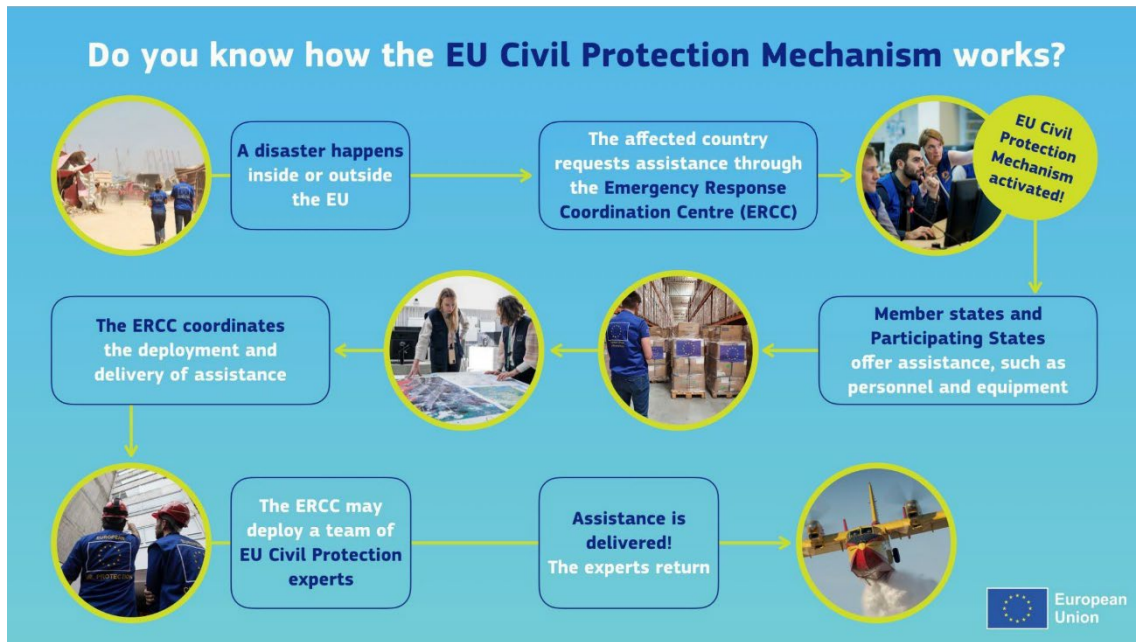 Do you know how the EU Civil Protection Mechanism works?
A disaster happens
inside or outside
the EU
The affected country
requests assistance through
the Emergency Response
Coordination Centre (ERCC)
EU Civil
Protection
Mechanism
activated!
Member states and
Participating States
offer assistance, such as
personnel and equipment
The ERCC coordinates
the deployment and
delivery of assistance
The ERCC may
deploy a team of
EU Civil Protection
experts
Assistance is
delivered!
The experts return
European
Union